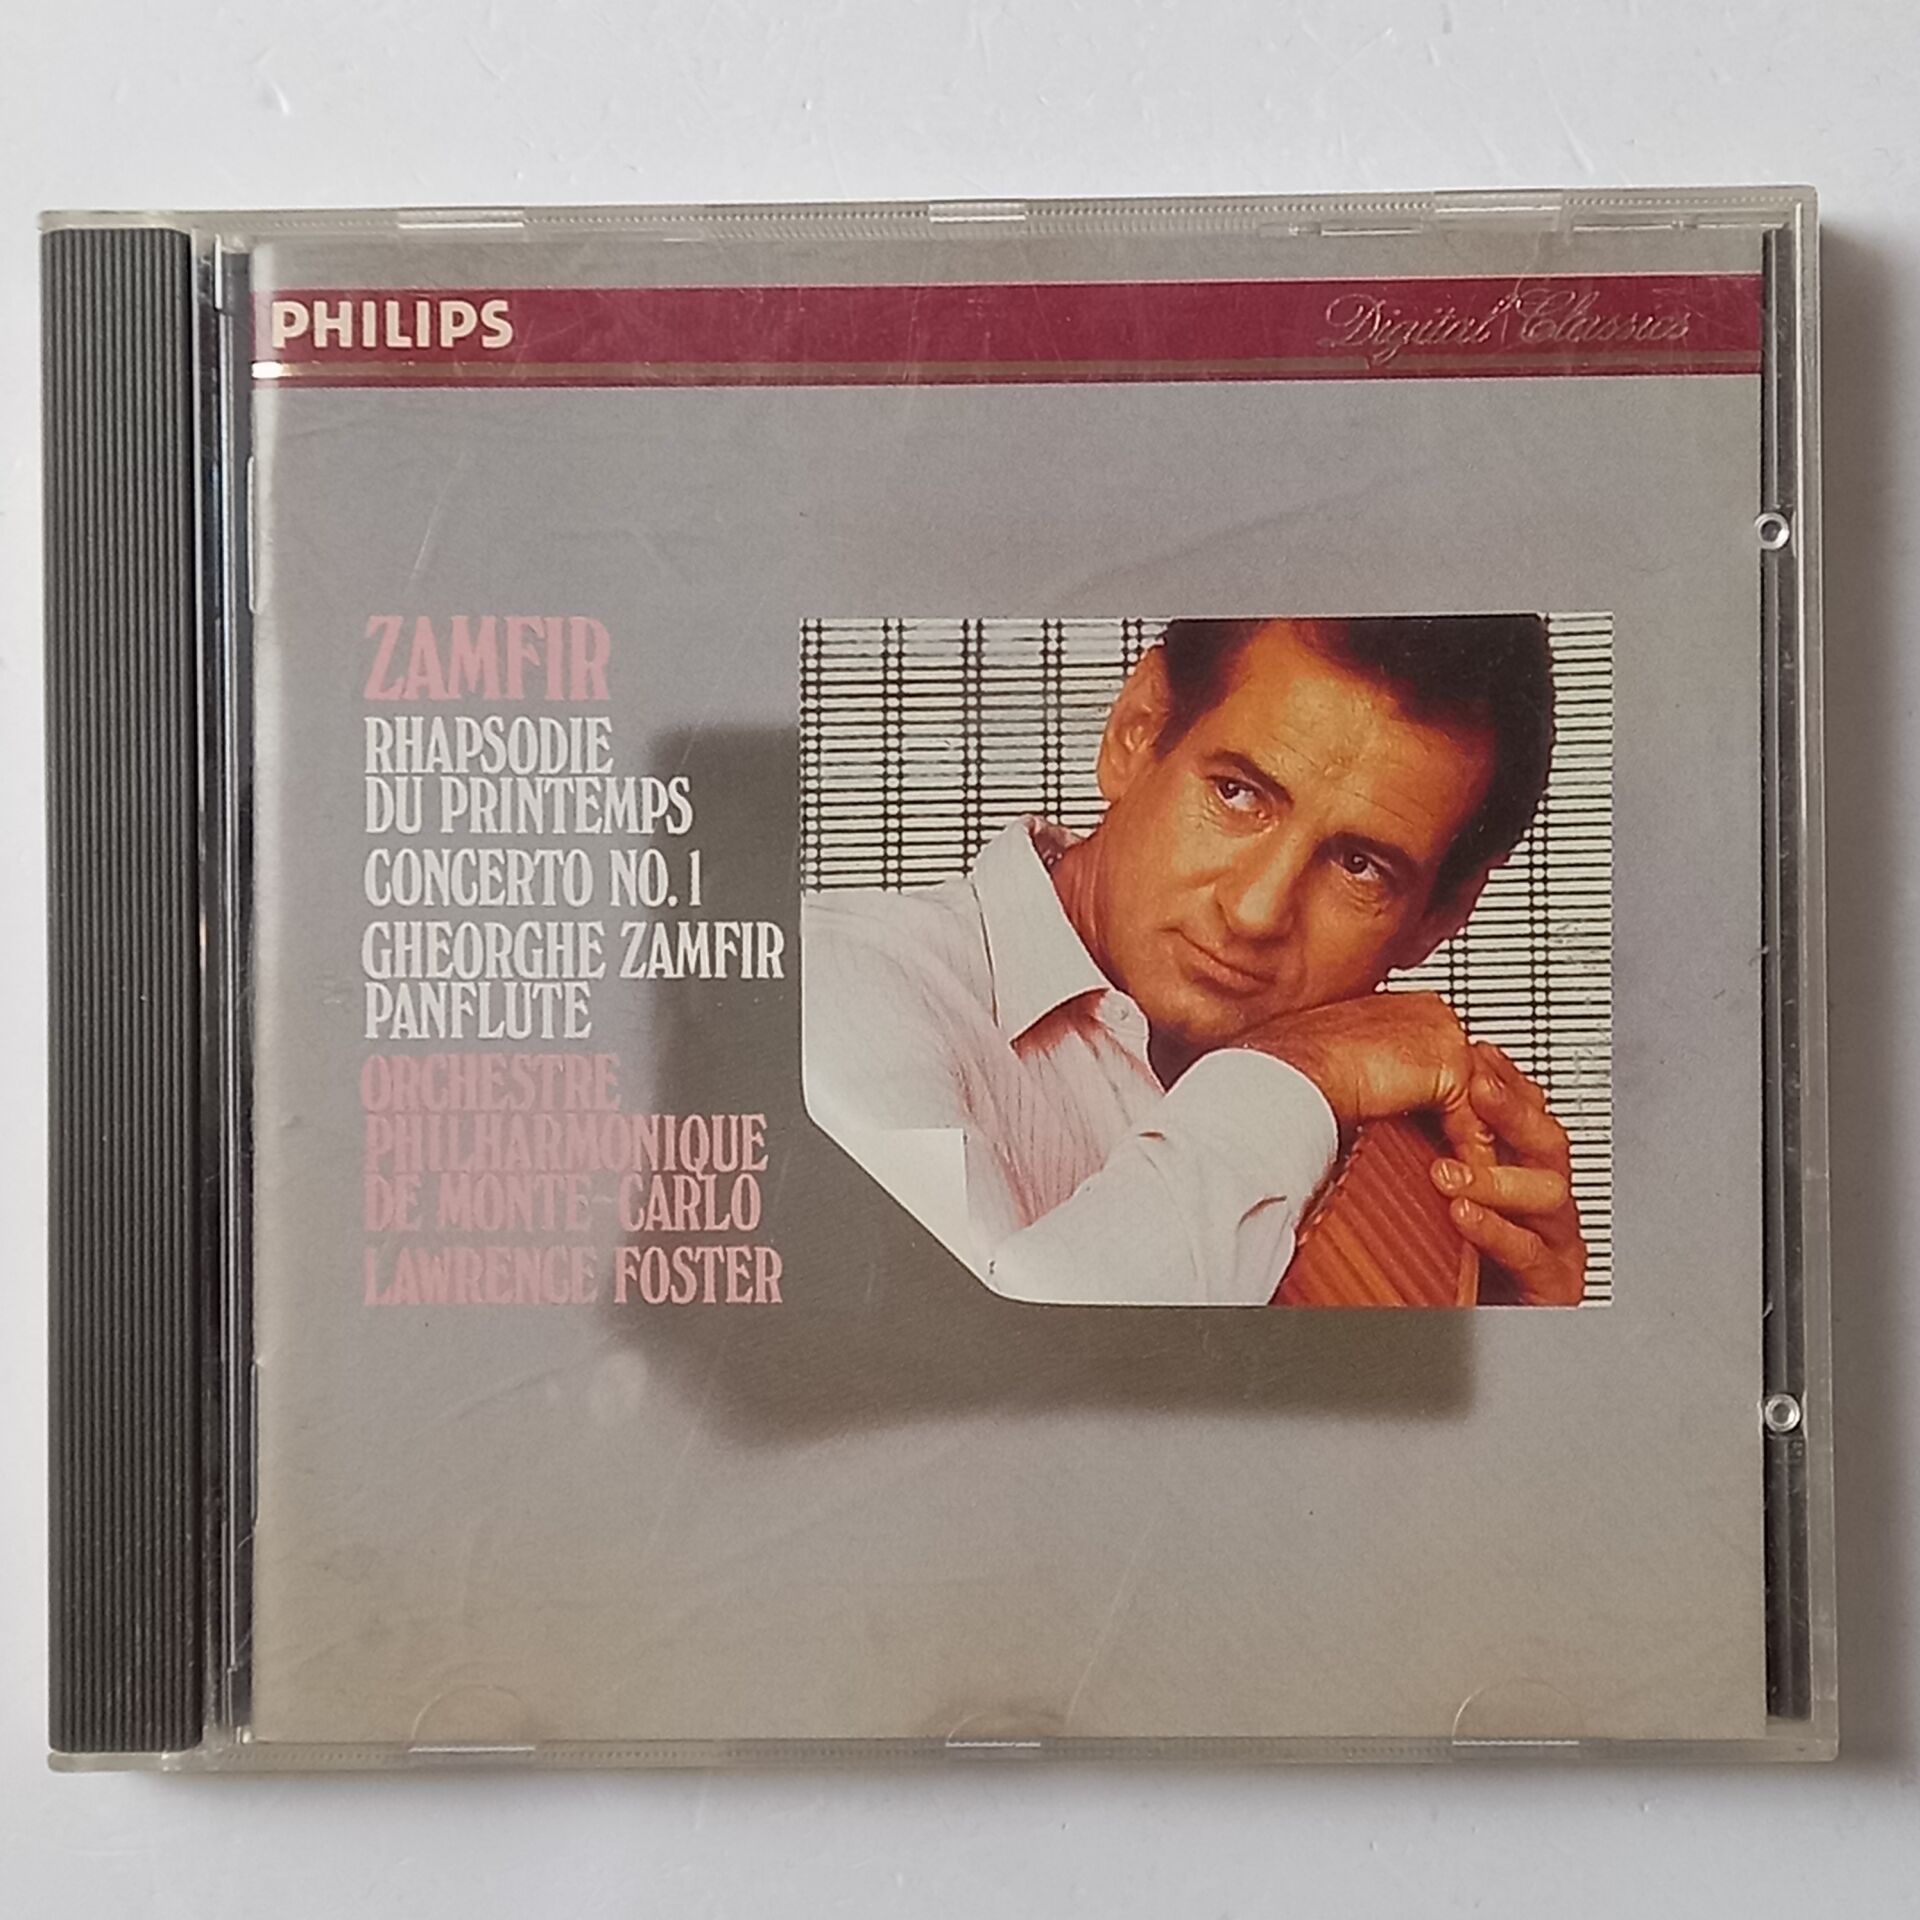 PHILIPS
Digital Classics
ZAMFIR
RHAPSODIE
DU PRINTEMPS
CONCERTO NO. 1
GHEORGHE ZAMFIR
PANFLUTE
ORCHESTRE
PHILHARMONIQUE
DE MONTE-CARLO
LAWRENCE FOSTER